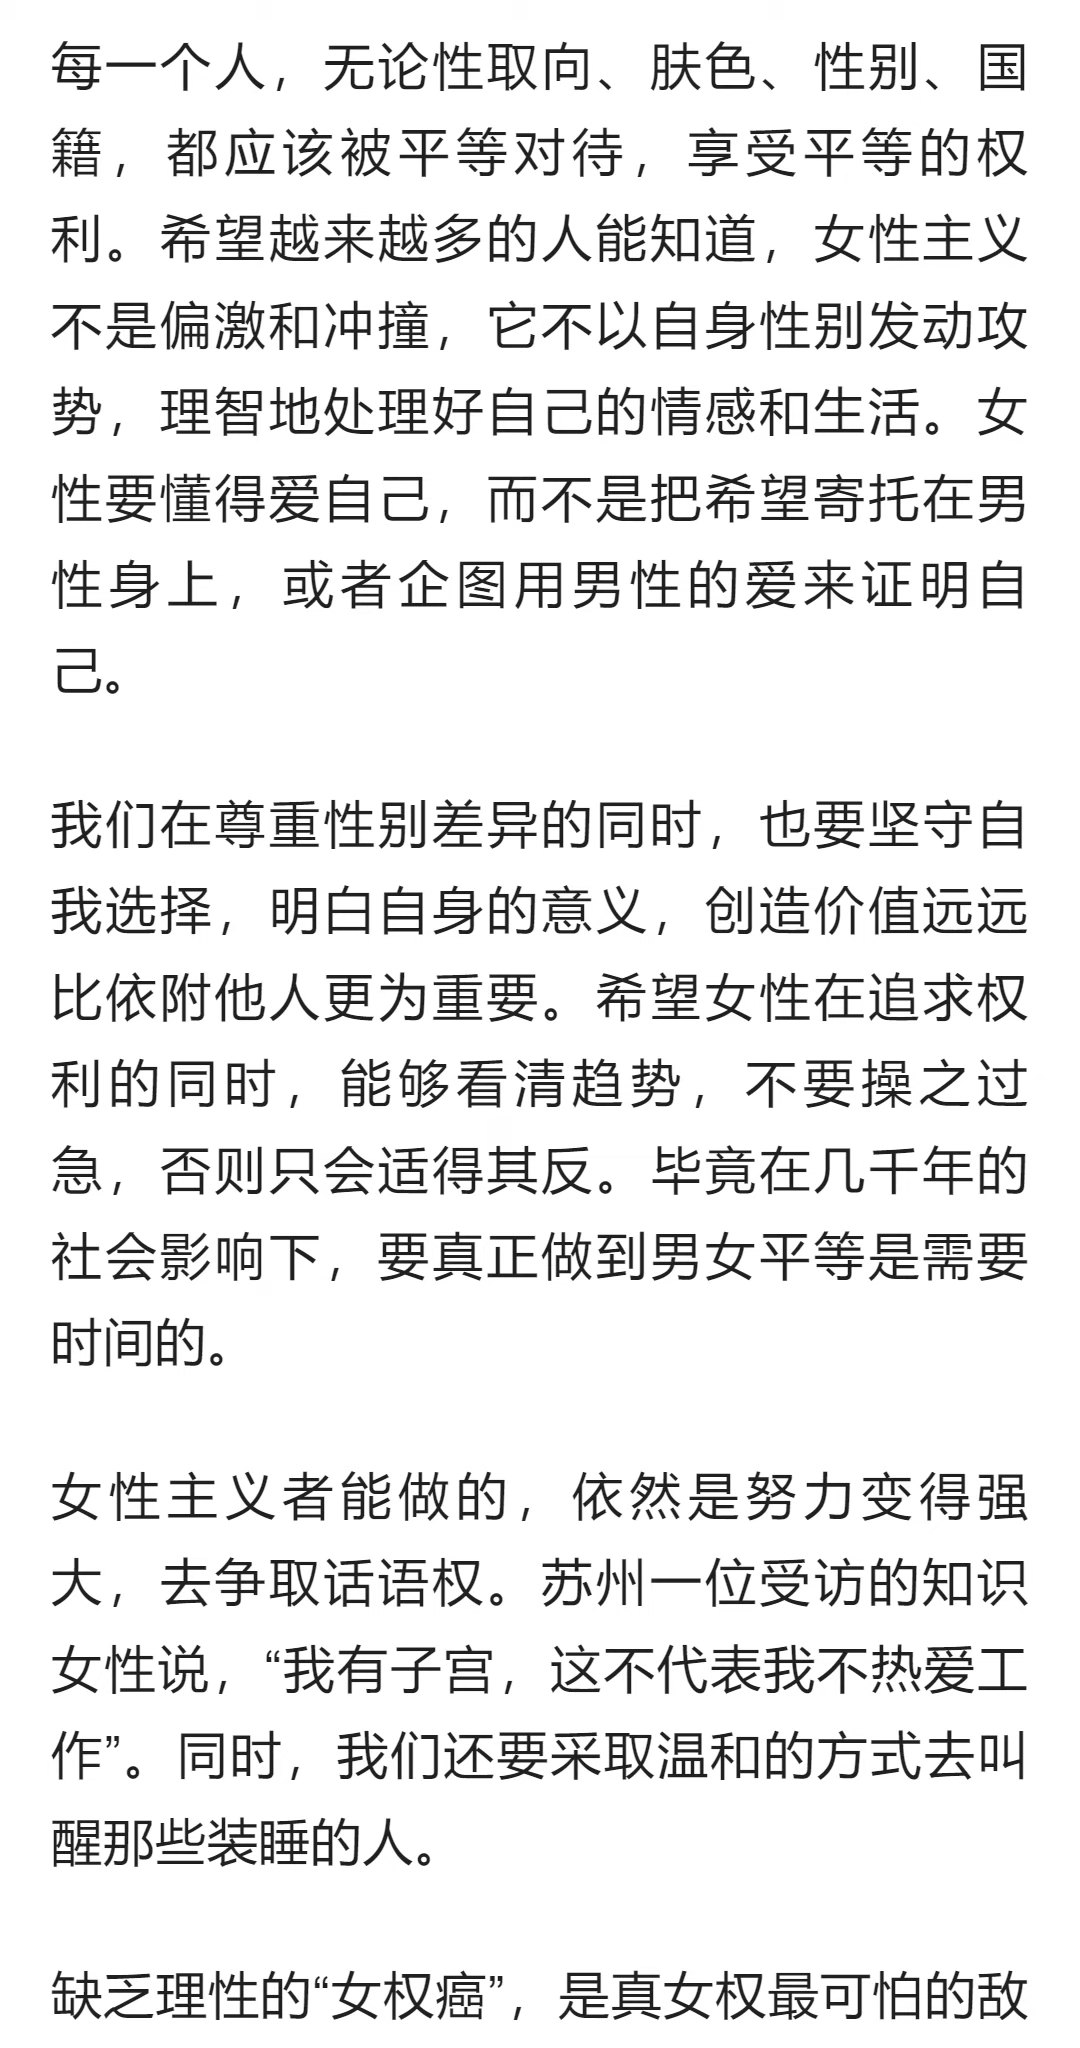 每一个人，无论性取向、肤色、性别、国
籍，都应该被平等对待，享受平等的权
利。希望越来越多的人能知道，女性主义
不是偏激和冲撞，它不以自身性别发动攻
势，理智地处理好自己的情感和生活。女
性要懂得爱自己，而不是把希望寄托在男
性身上，或者企图用男性的爱来证明自
己。
我们在尊重性别差异的同时，也要坚守自
我选择，明白自身的意义，创造价值远远
比依附他人更为重要。希望女性在追求权
利的同时，能够看清趋势，不要操之过
急，否则只会适得其反。毕竟在几千年的
社会影响下，要真正做到男女平等是需要
时间的。
女性主义者能做的，依然是努力变得强
大，去争取话语权。苏州一位受访的知识
女性说，“我有子宫，这不代表我不热爱工
作”。同时，我们还要采取温和的方式去叫
醒那些装睡的人。
缺乏理性的“女权癌”，是真女权最可怕的敌